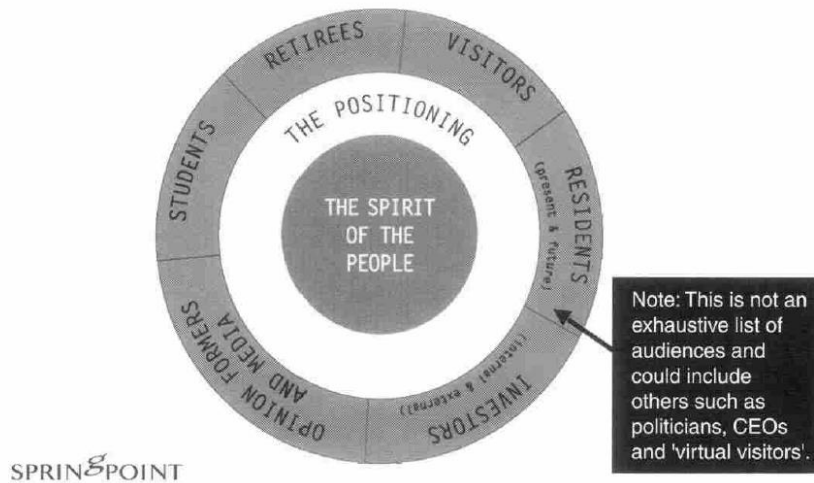 RETIREES
VISITORS
STUDENTS
THE POSITIONING
RESIDENTS
(present & future)
THE SPIRIT
OF THE
PEOPLE
OPINION FORMERS
AND MEDIA
INVESTORS
(internal & external)
Note: This is not an
exhaustive list of
audiences and
could include
others such as
politicians, CEOs
and 'virtual visitors'.
SPRINGPOINT